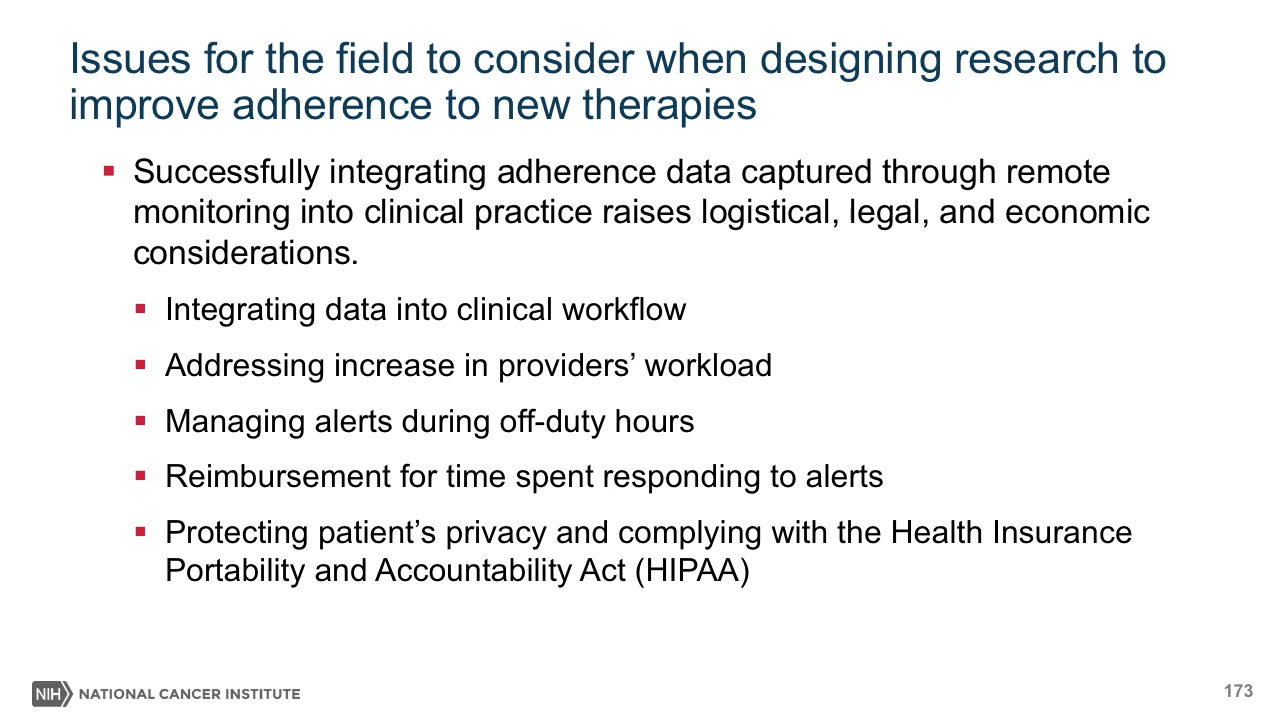 Issues for the field to consider when designing research to
improve adherence to new therapies
▪ Successfully integrating adherence data captured through remote
monitoring into clinical practice raises logistical, legal, and economic
considerations.
▪ Integrating data into clinical workflow
▪ Addressing increase in providers’ workload
▪ Managing alerts during off-duty hours
▪ Reimbursement for time spent responding to alerts
▪ Protecting patient’s privacy and complying with the Health Insurance
Portability and Accountability Act (HIPAA)
NIH NATIONAL CANCER INSTITUTE
173